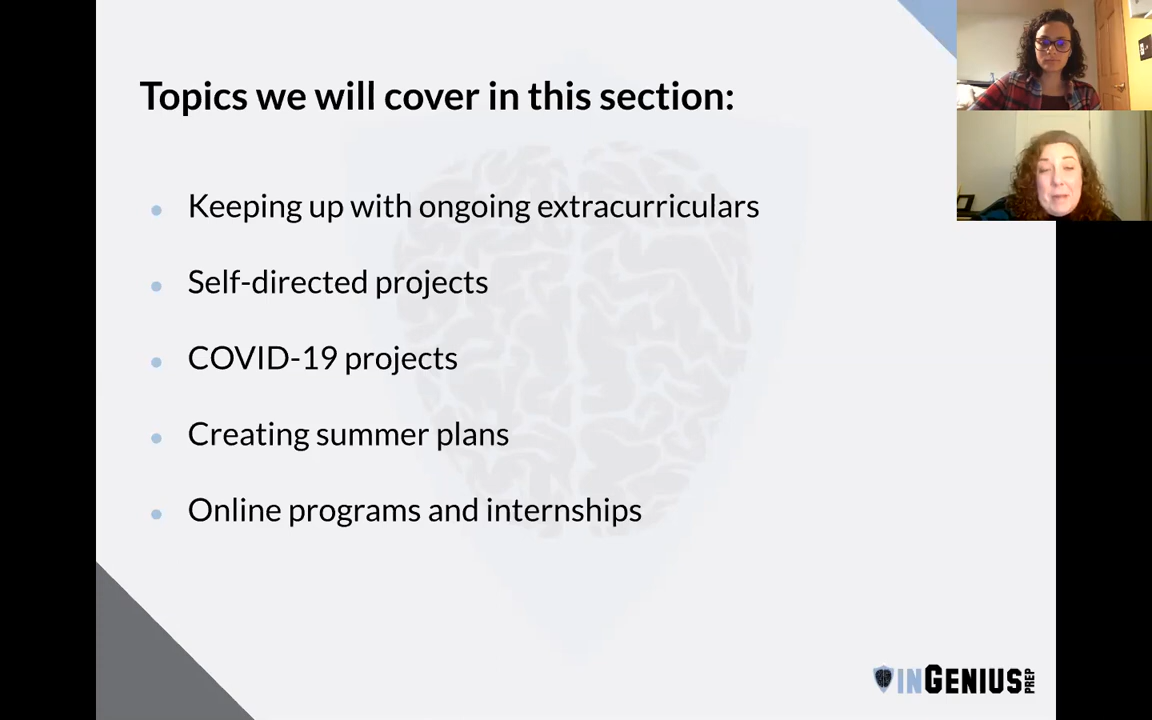 Topics we will cover in this section:
Keeping up with ongoing extracurriculars
Self-directed projects
COVID-19 projects
Creating summer plans
Online programs and internships
INGENIUS PREP